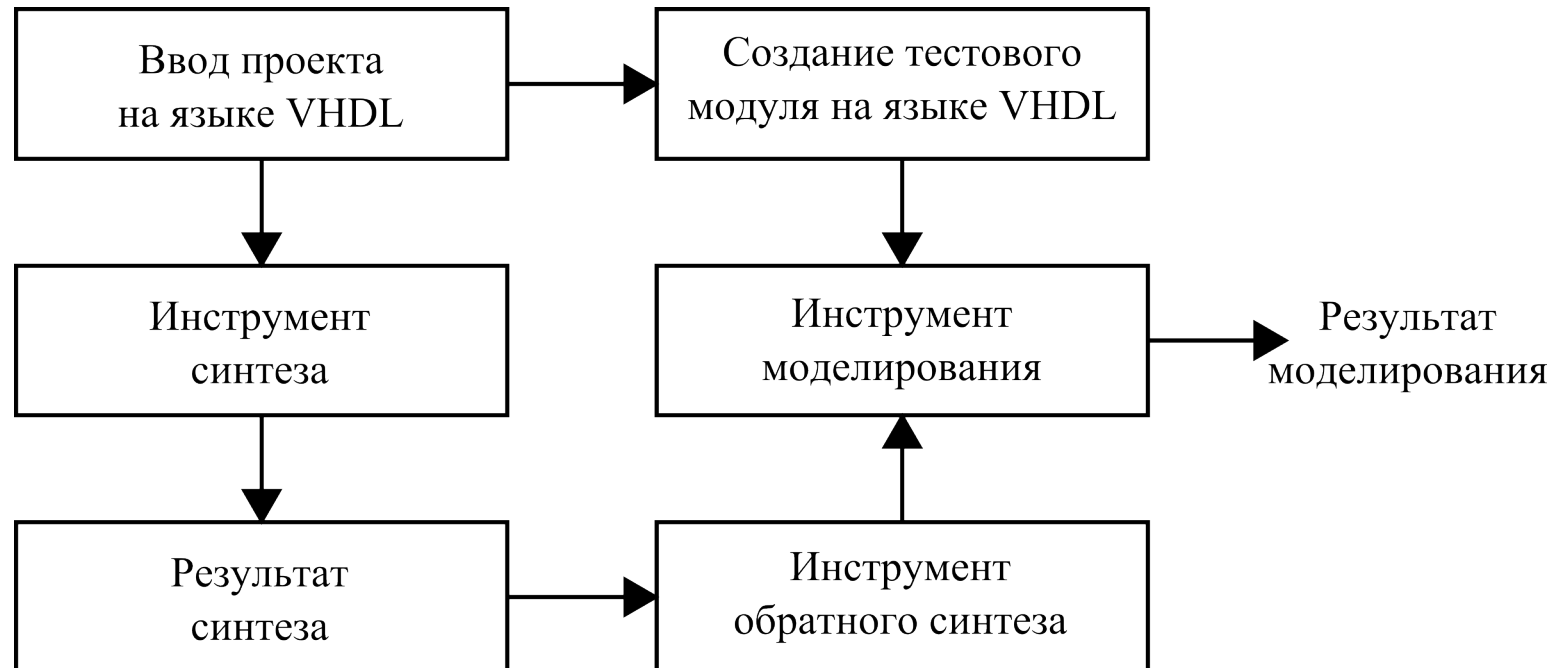 Ввод проекта
на языке VHDL
Создание тестового
модуля на языке VHDL
Инструмент
синтеза
Инструмент
моделирования
Результат
моделирования
Результат
синтеза
Инструмент
обратного синтеза